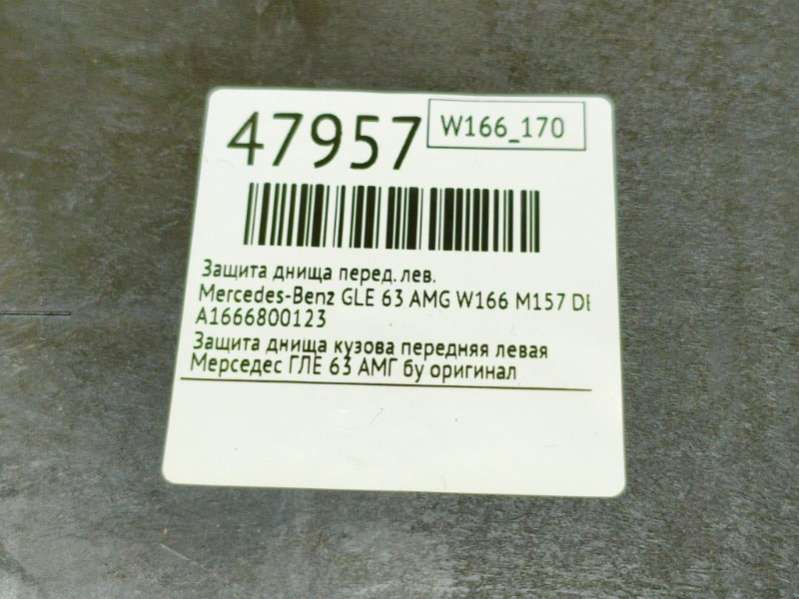 47957
W166_170
Защита днища перед. лев.
Mercedes-Benz GLE 63 AMG W166 M157 DE
A1666800123
Защита днища кузова передняя левая
Мерседес ГЛЕ 63 АМГ бу оригинал